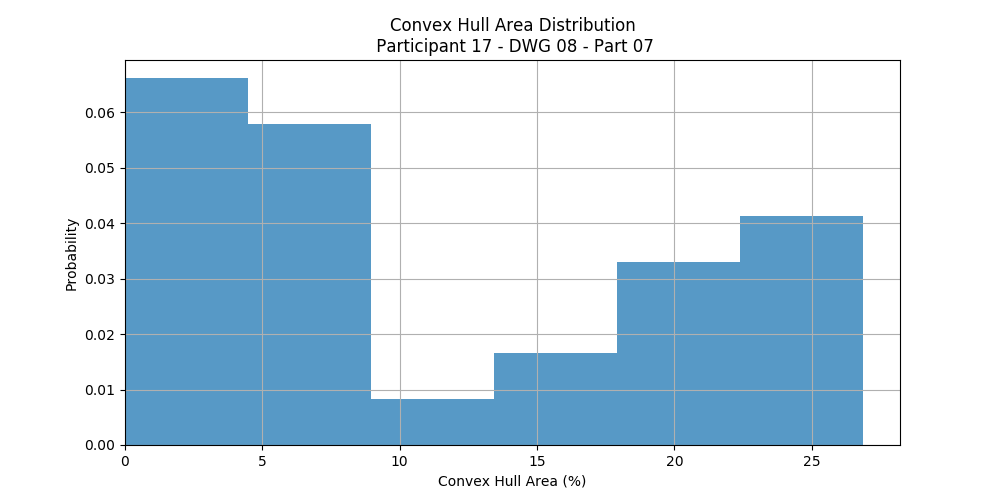 Convex Hull Area Distribution
Participant 17 - DWG 08 - Part 07
0.06
0.05
0.04
0.03
0.02
0.01
0.00
Probability
0 5 10 15 20 25
Convex Hull Area (%)